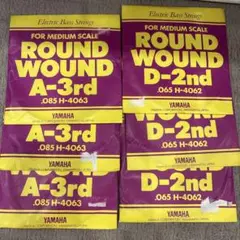 Electric Bass Strings
FOR MEDIUM SCALE
ROUND
WOUND
A-3rd
.085 H-4063
YAMAHA
A-3rd
.085 H-4063
A-3rd
.085 H-4063
YAMAHA
Electric Bass Strings
FOR MEDIUM SCALE
ROUND
WOUND
D-2nd
.065 H-4062
YAMAHA
D-2nd
.065 H-4062
D-2nd
.065 H-4062
YAMAHA